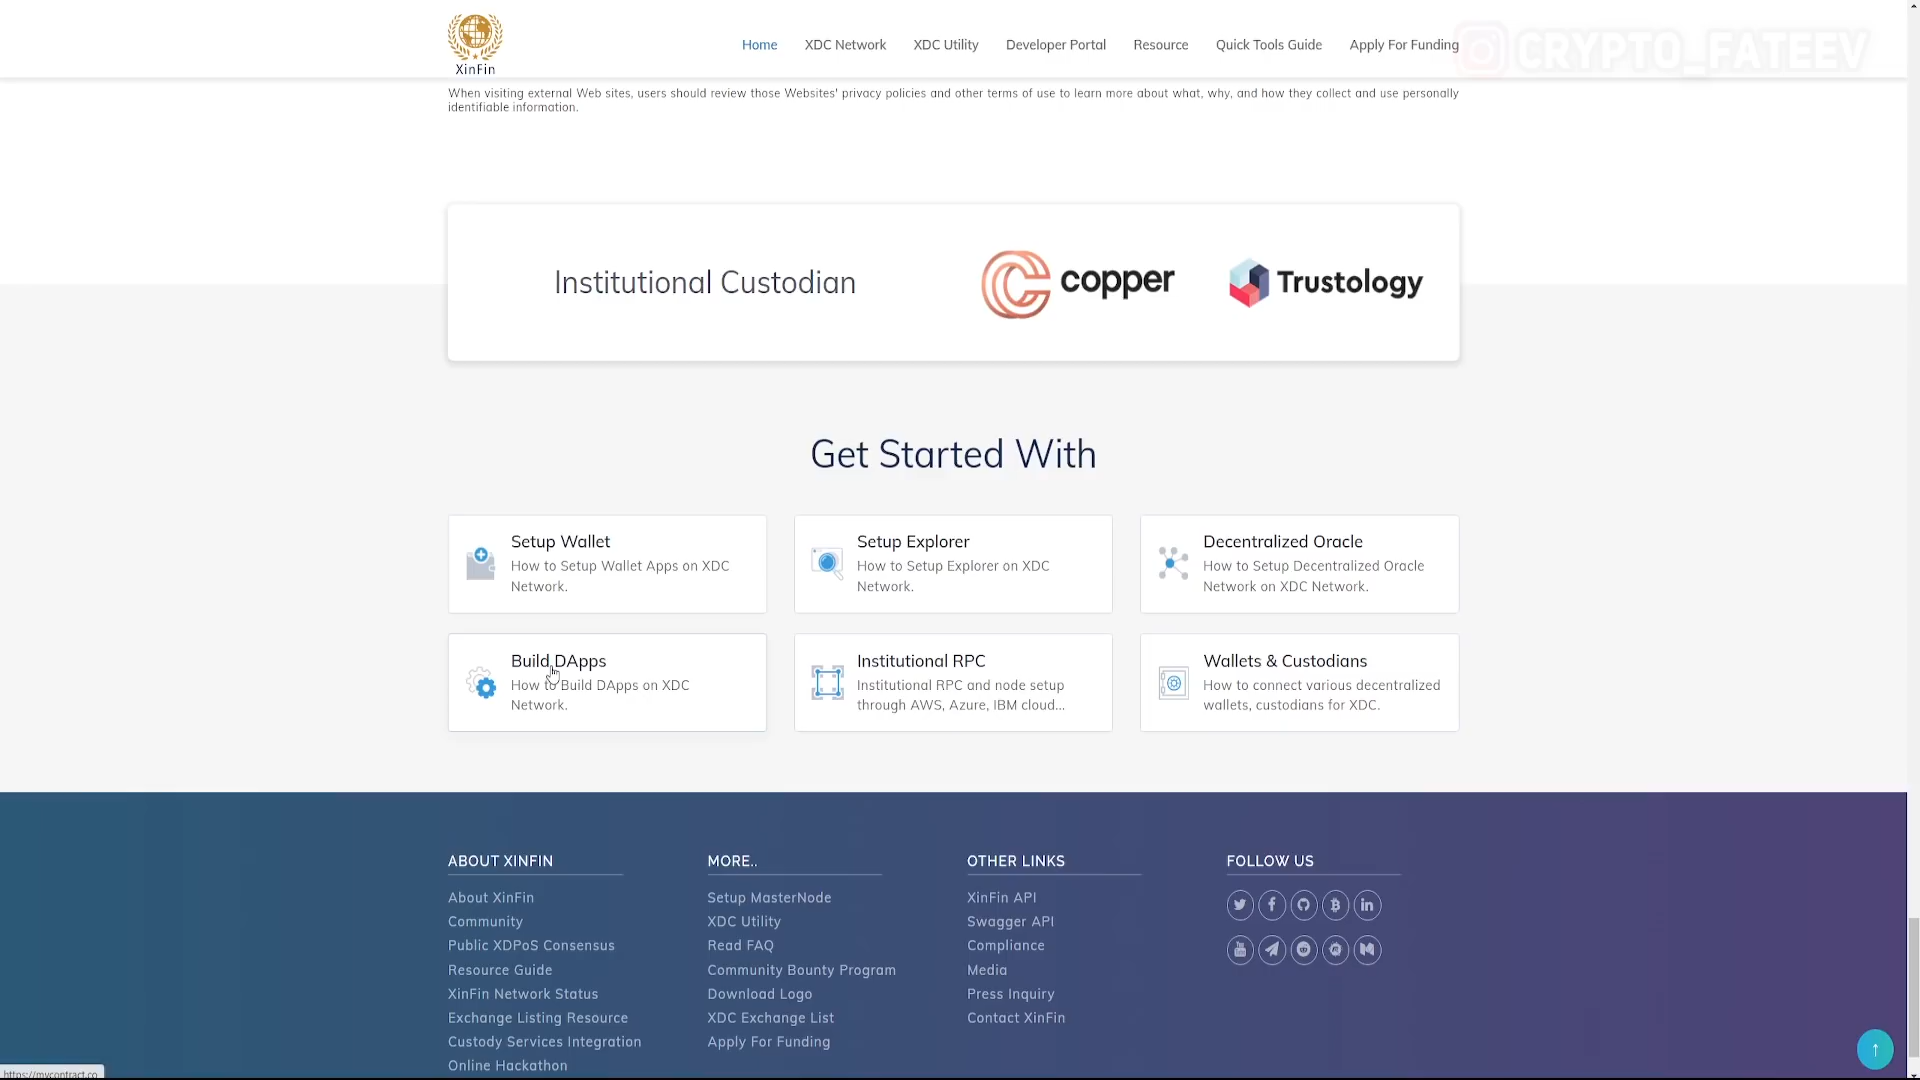 XinFin
Home
XDC Network
XDC Utility
Developer Portal
Resource
Quick Tools Guide
Apply For Funding
CRYPTO_FATEEV
When visiting external Web sites, users should review those Websites' privacy policies and other terms of use to learn more about what, why, and how they collect and use personally
identifiable information.
Institutional Custodian
copper
Trustology
Get Started With
Setup Wallet
How to Setup Wallet Apps on XDC
Network.
Setup Explorer
How to Setup Explorer on XDC
Network.
Decentralized Oracle
How to Setup Decentralized Oracle
Network on XDC Network.
Build DApps
How to Build DApps on XDC
Network.
Institutional RPC
Institutional RPC and node setup
through AWS, Azure, IBM cloud...
Wallets & Custodians
How to connect various decentralized
wallets, custodians for XDC.
ABOUT XINFIN
About XinFin
Community
Public XDPoS Consensus
Resource Guide
XinFin Network Status
Exchange Listing Resource
Custody Services Integration
Online Hackathon
MORE..
Setup MasterNode
XDC Utility
Read FAQ
Community Bounty Program
Download Logo
XDC Exchange List
Apply For Funding
OTHER LINKS
XinFin API
Swagger API
Compliance
Media
Press Inquiry
Contact XinFin
FOLLOW US
https://mycontract.co